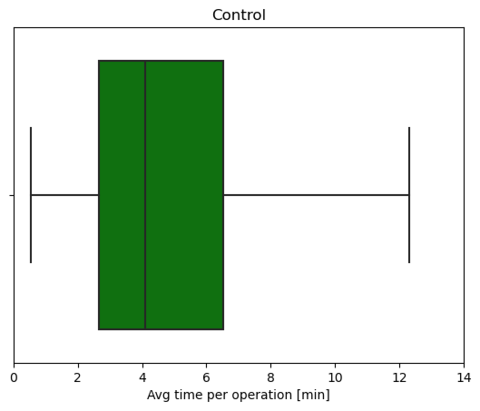 Control
0 2 4 6 8 10 12 14
Avg time per operation [min]